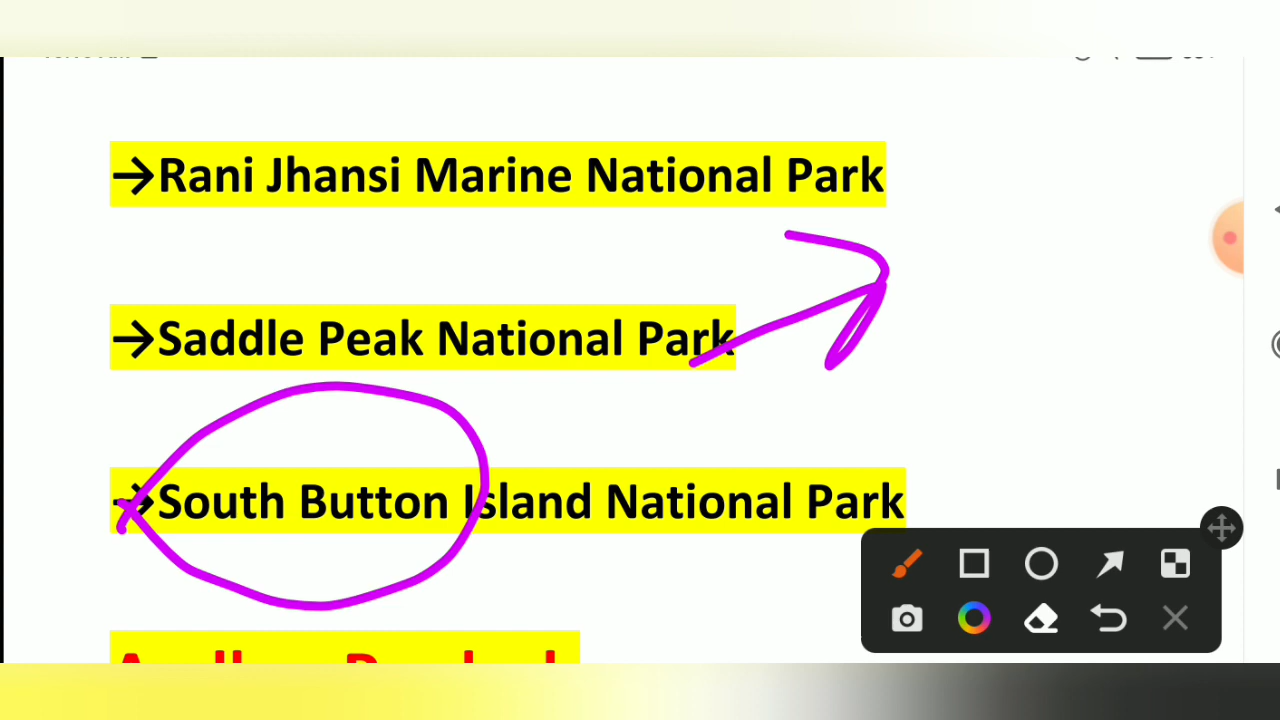 →Rani Jhansi Marine National Park
→Saddle Peak National Park
→South Button Island National Park